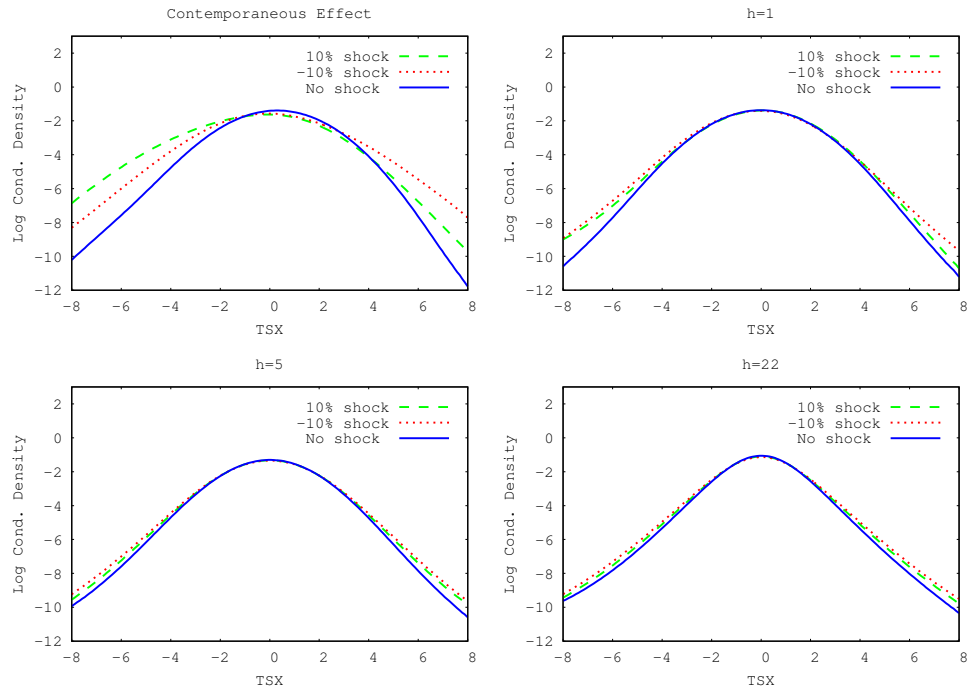 Contemporaneous Effect
Log Cond. Density
2
0
−2
−4
−6
−8
−10
−12
10% shock
−10% shock
No shock
−8 −6 −4 −2 0 2 4 6 8
TSX
h=1
Log Cond. Density
2
0
−2
−4
−6
−8
−10
−12
10% shock
−10% shock
No shock
−8 −6 −4 −2 0 2 4 6 8
TSX
h=5
Log Cond. Density
2
0
−2
−4
−6
−8
−10
−12
10% shock
−10% shock
No shock
−8 −6 −4 −2 0 2 4 6 8
TSX
h=22
Log Cond. Density
2
0
−2
−4
−6
−8
−10
−12
10% shock
−10% shock
No shock
−8 −6 −4 −2 0 2 4 6 8
TSX